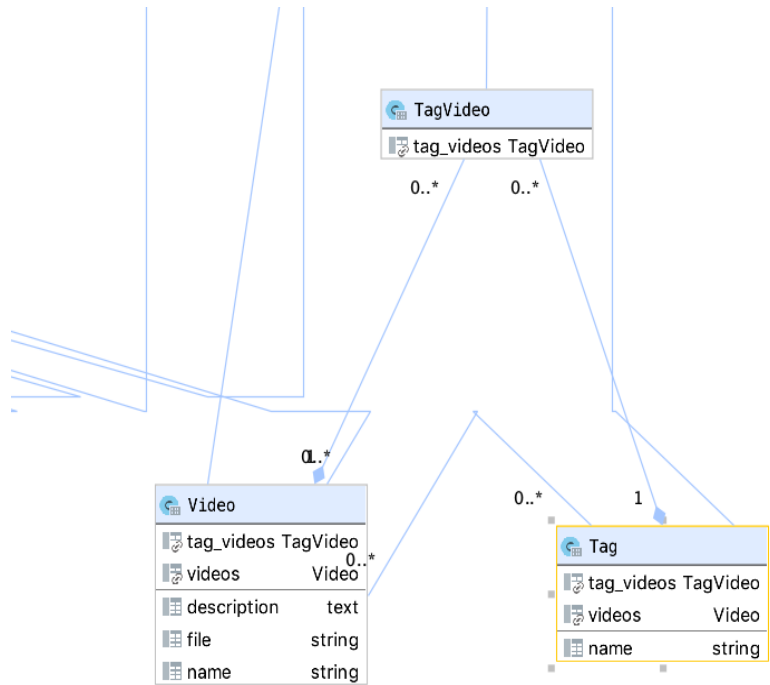 TagVideo
tag_videos TagVideo
0..*
0..*
0..*
0..*
1
Video
tag_videos TagVideo
0..*
videos Video
description text
file string
name string
Tag
tag_videos TagVideo
videos Video
name string